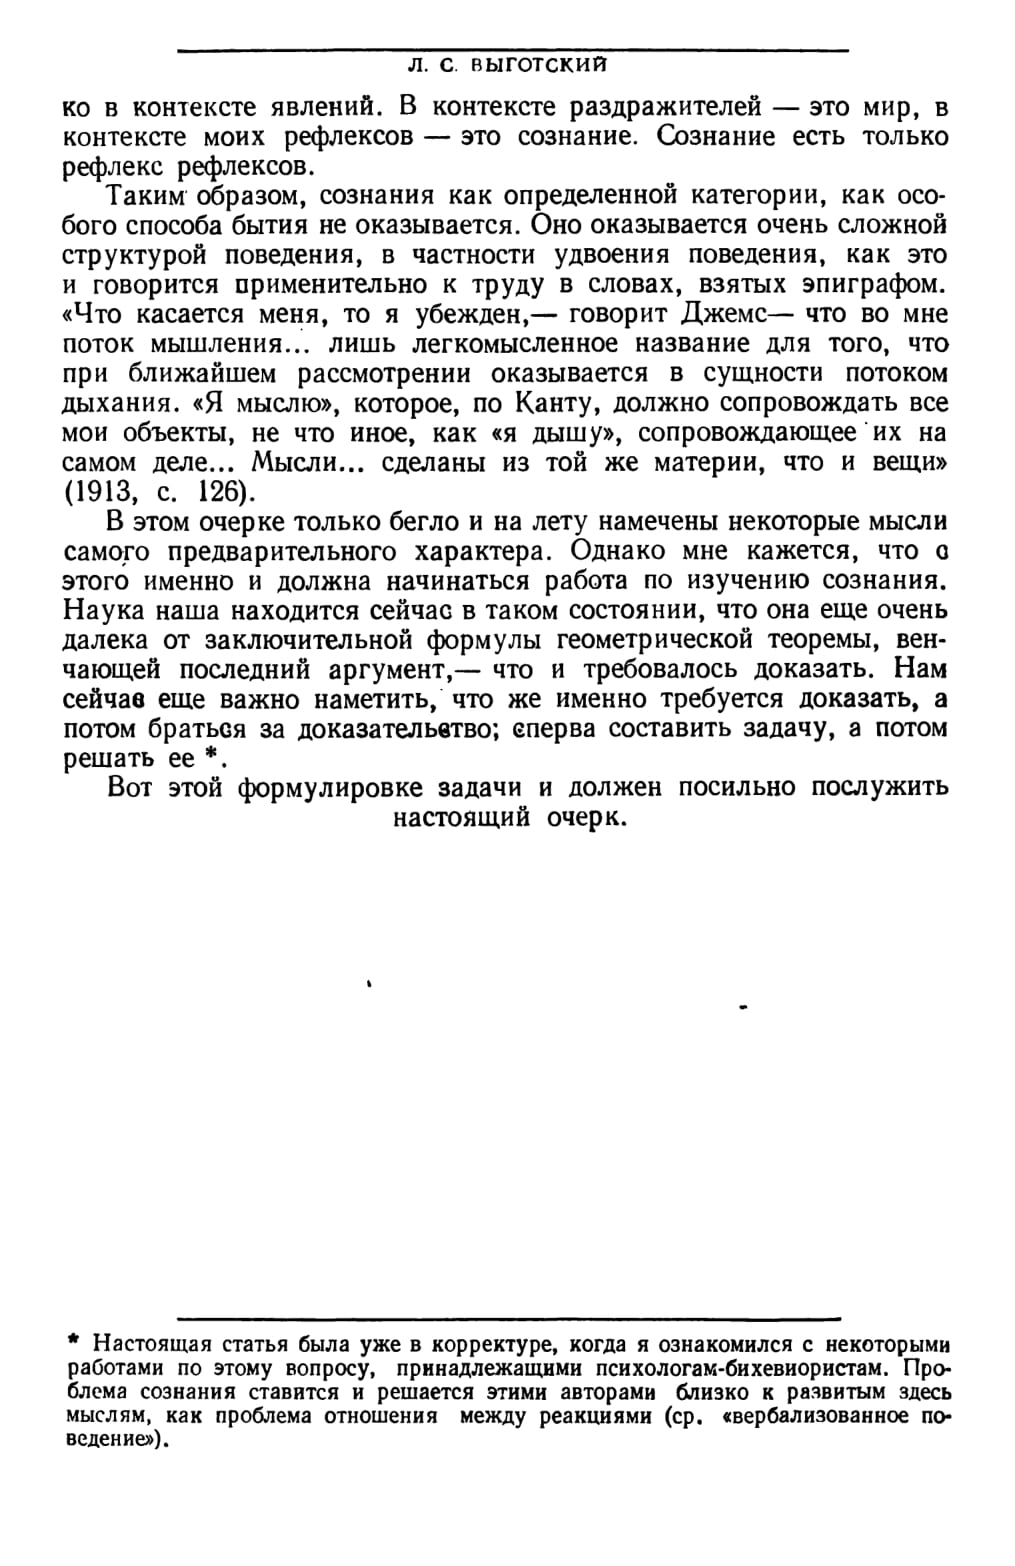 Л. С. ВЫГОТСКИЙ
ко в контексте явлений. В контексте раздражителей — это мир, в
контексте моих рефлексов — это сознание. Сознание есть только
рефлекс рефлексов.
Таким образом, сознания как определенной категории, как осо-
бого способа бытия не оказывается. Оно оказывается очень сложной
структурой поведения, в частности удвоения поведения, как это
и говорится применительно к труду в словах, взятых эпиграфом.
«Что касается меня, то я убежден,— говорит Джемс— что во мне
поток мышления... лишь легкомысленное название для того, что
при ближайшем рассмотрении оказывается в сущности потоком
дыхания. «Я мыслю», которое, по Канту, должно сопровождать все
мои объекты, не что иное, как «я дышу», сопровождающее их на
самом деле... Мысли... сделаны из той же материи, что и вещи»
(1913, с. 126).
В этом очерке только бегло и на лету намечены некоторые мысли
самого предварительного характера. Однако мне кажется, что с
этого именно и должна начинаться работа по изучению сознания.
Наука наша находится сейчас в таком состоянии, что она еще очень
далека от заключительной формулы геометрической теоремы, вен-
чающей последний аргумент,— что и требовалось доказать. Нам
сейчас еще важно наметить, что же именно требуется доказать, а
потом браться за доказательство; сперва составить задачу, а потом
решать ее *.
Вот этой формулировке задачи и должен посильно послужить
настоящий очерк.
* Настоящая статья была уже в корректуре, когда я ознакомился с некоторыми
работами по этому вопросу, принадлежащими психологам-бихевиористам. Про-
блема сознания ставится и решается этими авторами близко к развитым здесь
мыслям, как проблема отношения между реакциями (ср. «вербализованное по-
ведение»).